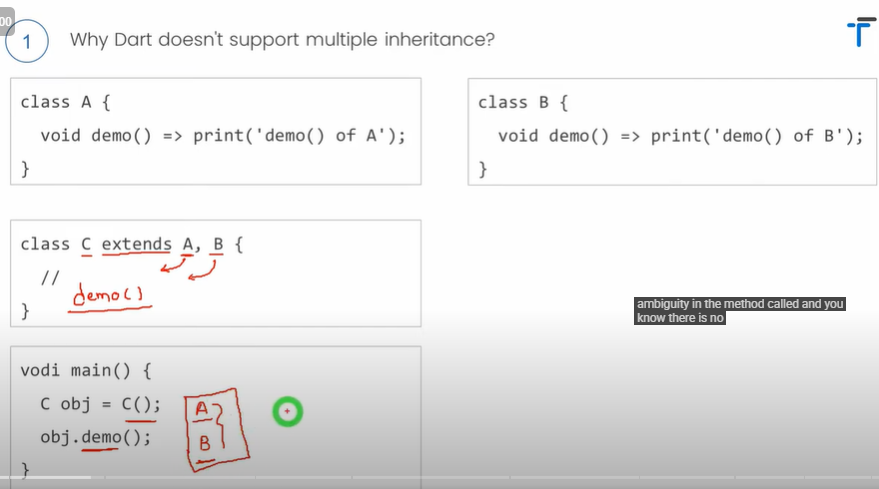 00
1 Why Dart doesn't support multiple inheritance?
class A {
void demo() => print('demo() of A');
}
class B {
void demo() => print('demo() of B');
}
class C extends A, B {
//
demo()
}
ambiguity in the method called and you
know there is no
vodi main() {
C obj = C();
obj.demo();
}
A
B